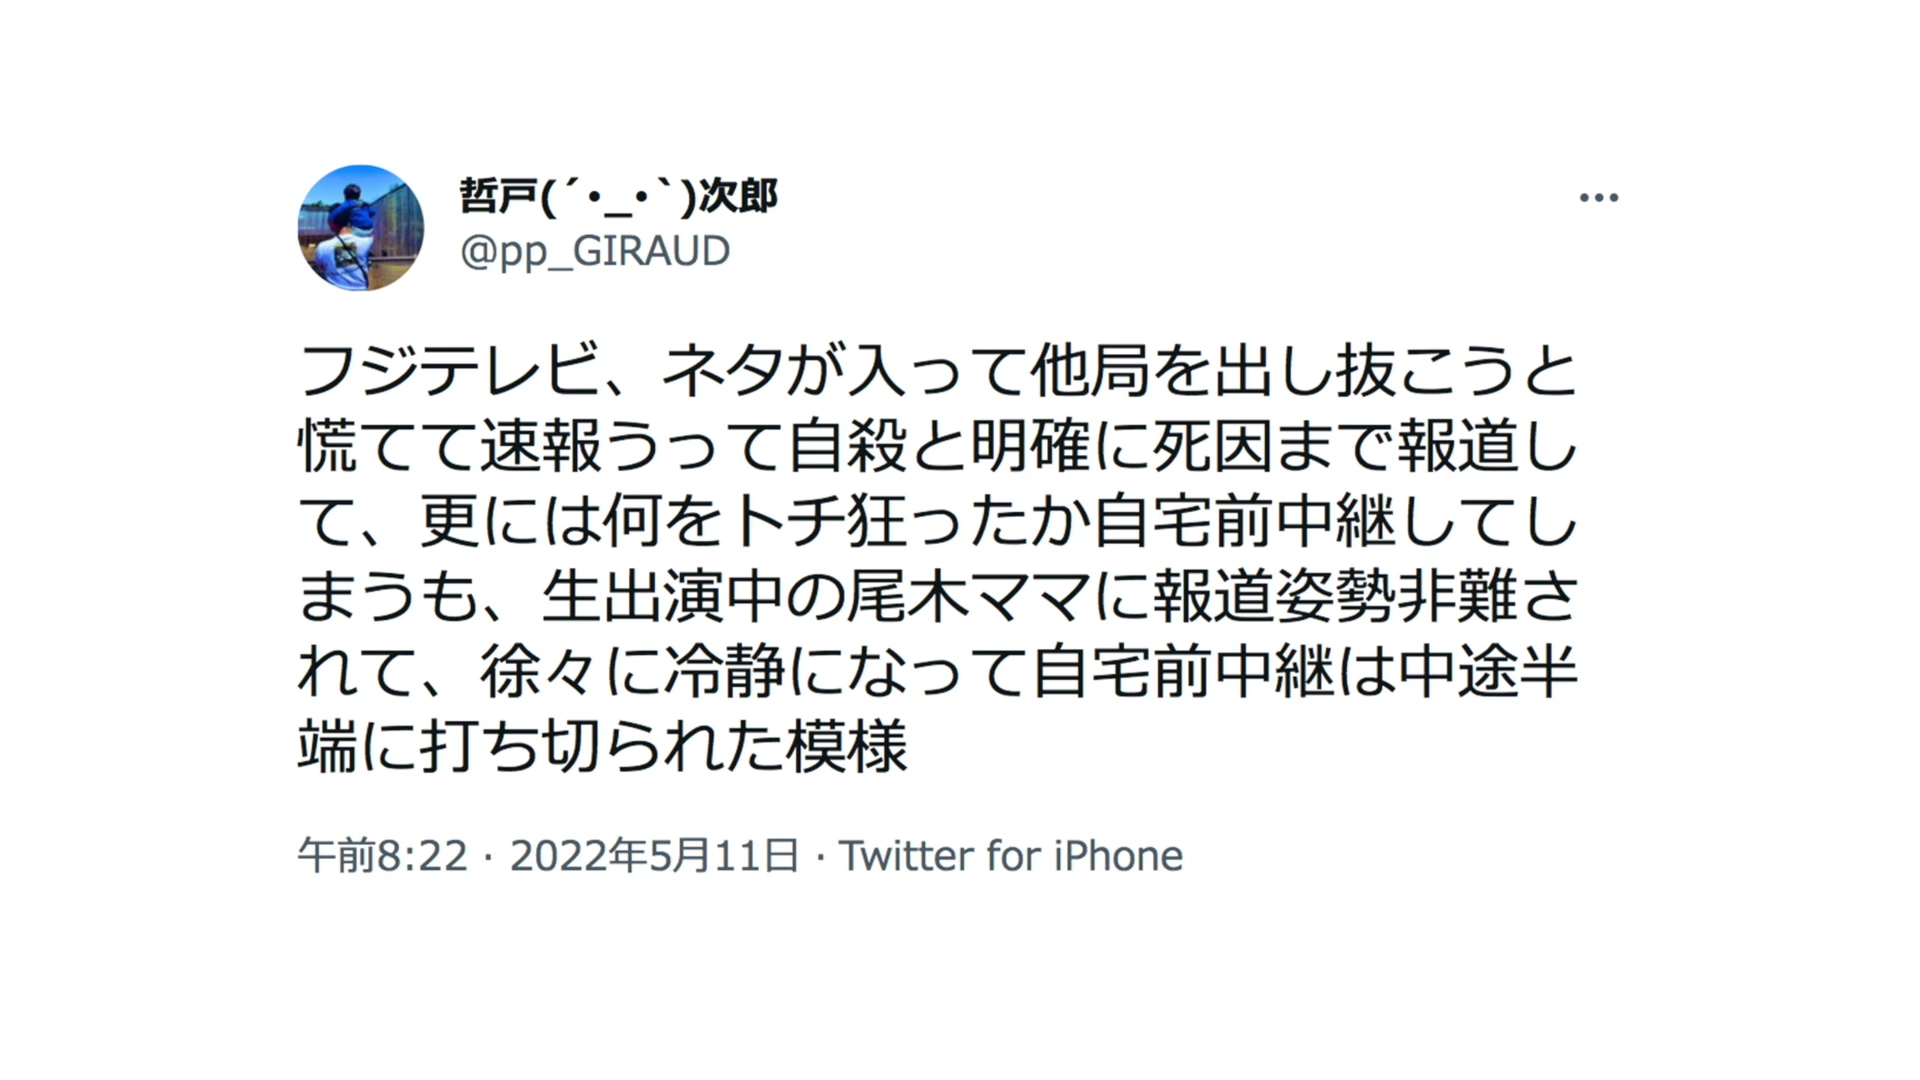 哲戸(´•_•`)次郎
@pp_GIRAUD
フジテレビ、ネタが入って他局を出し抜こうと
慌てて速報うって自殺と明確に死因まで報道し
て、更には何をトチ狂ったか自宅前中継してし
まうも、生出演中の尾木ママに報道姿勢非難さ
れて、徐々に冷静になって自宅前中継は中途半
端に打ち切られた模様
午前8:22 · 2022年5月11日 · Twitter for iPhone